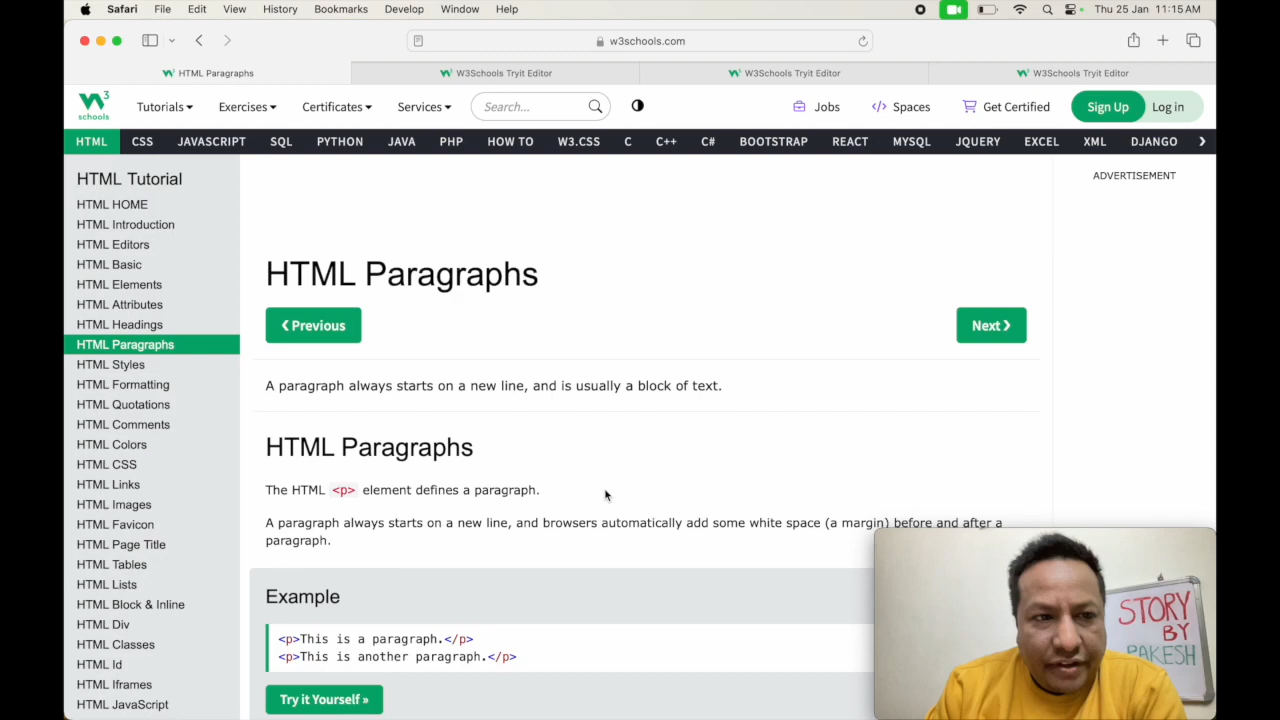 Safari File Edit View History Bookmarks Develop Window Help Thu 25 Jan 11:15 AM
w3schools.com
HTML Paragraphs W3Schools Tryit Editor W3Schools Tryit Editor W3Schools Tryit Editor
W3 schools Tutorials Exercises Certificates Services Search... Jobs Spaces Get Certified Sign Up Log in
HTML CSS JAVASCRIPT SQL PYTHON JAVA PHP HOW TO W3.CSS C C++ C# BOOTSTRAP REACT MYSQL JQUERY EXCEL XML DJANGO
HTML Tutorial
HTML HOME
HTML Introduction
HTML Editors
HTML Basic
HTML Elements
HTML Attributes
HTML Headings
HTML Paragraphs
HTML Styles
HTML Formatting
HTML Quotations
HTML Comments
HTML Colors
HTML CSS
HTML Links
HTML Images
HTML Favicon
HTML Page Title
HTML Tables
HTML Lists
HTML Block & Inline
HTML Div
HTML Classes
HTML Id
HTML Iframes
HTML JavaScript
ADVERTISEMENT
HTML Paragraphs
❮ Previous Next ❯
A paragraph always starts on a new line, and is usually a block of text.
HTML Paragraphs
The HTML <p> element defines a paragraph.
A paragraph always starts on a new line, and browsers automatically add some white space (a margin) before and after a
paragraph.
Example
<p>This is a paragraph.</p>
<p>This is another paragraph.</p>
Try it Yourself »
STORY
BY
RAKESH